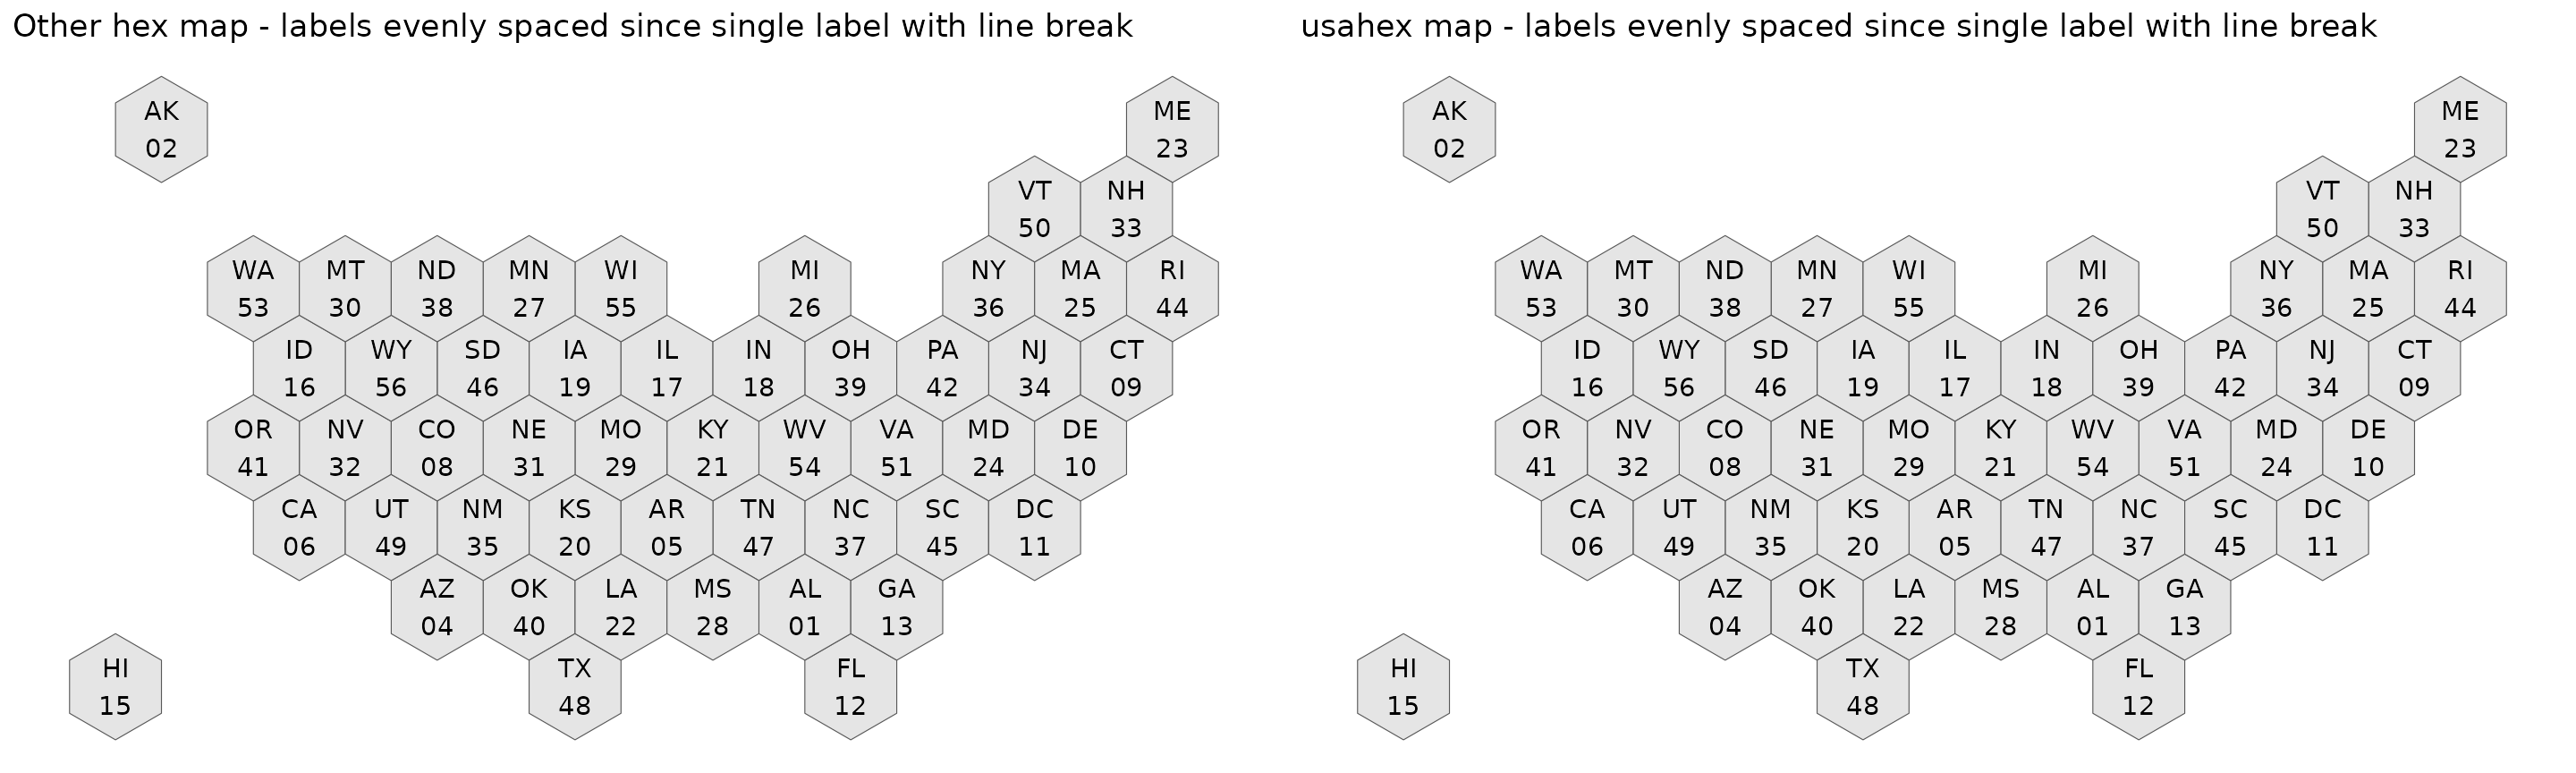 Other hex map - labels evenly spaced since single label with line break
AK ME
02 23
VT NH
50 33
WA MT ND MN WI MI NY MA RI
53 30 38 27 55 26 36 25 44
ID WY SD IA IL IN OH PA NJ CT
16 56 46 19 17 18 39 42 34 09
OR NV CO NE MO KY WV VA MD DE
41 32 08 31 29 21 54 51 24 10
CA UT NM KS AR TN NC SC DC
06 49 35 20 05 47 37 45 11
AZ OK LA MS AL GA
04 40 22 28 01 13
HI TX FL
15 48 12
usahex map - labels evenly spaced since single label with line break
AK ME
02 23
VT NH
50 33
WA MT ND MN WI MI NY MA RI
53 30 38 27 55 26 36 25 44
ID WY SD IA IL IN OH PA NJ CT
16 56 46 19 17 18 39 42 34 09
OR NV CO NE MO KY WV VA MD DE
41 32 08 31 29 21 54 51 24 10
CA UT NM KS AR TN NC SC DC
06 49 35 20 05 47 37 45 11
AZ OK LA MS AL GA
04 40 22 28 01 13
HI TX FL
15 48 12